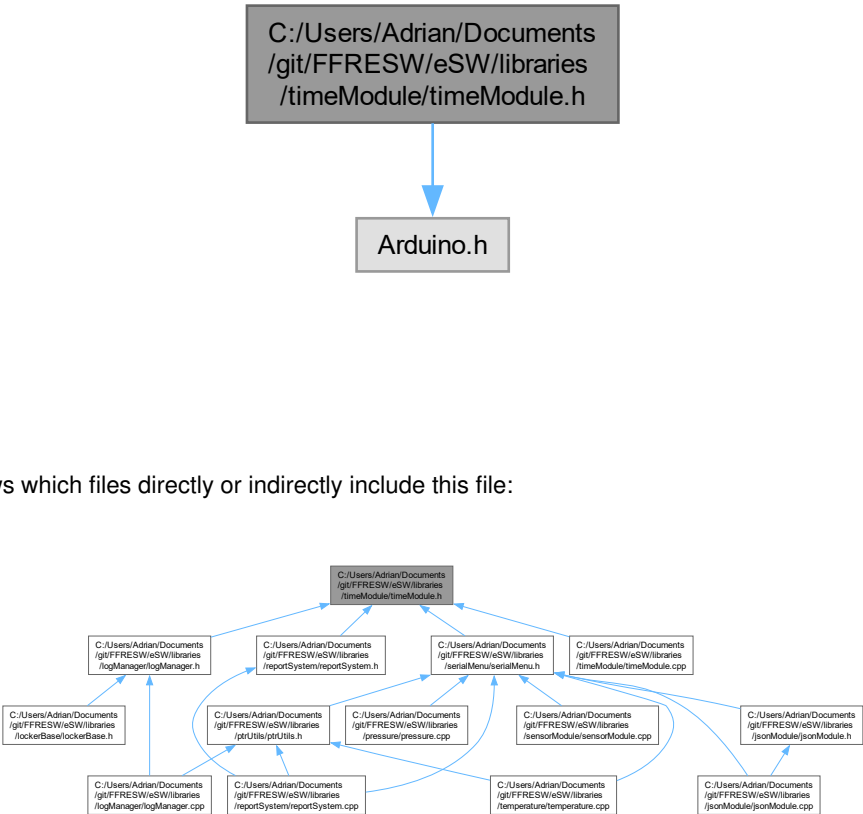 C:/Users/Adrian/Documents
/git/FFRESW/eSW/libraries
/timeModule/timeModule.h
Arduino.h
s which files directly or indirectly include this file:
C:/Users/Adrian/Documents
/git/FFRESW/eSW/libraries
/timeModule/timeModule.h
C:/Users/Adrian/Documents
/git/FFRESW/eSW/libraries
/logManager/logManager.h
C:/Users/Adrian/Documents
/git/FFRESW/eSW/libraries
/reportSystem/reportSystem.h
C:/Users/Adrian/Documents
/git/FFRESW/eSW/libraries
/serialMenu/serialMenu.h
C:/Users/Adrian/Documents
/git/FFRESW/eSW/libraries
/timeModule/timeModule.cpp
C:/Users/Adrian/Documents
/git/FFRESW/eSW/libraries
/lockerBase/lockerBase.h
C:/Users/Adrian/Documents
/git/FFRESW/eSW/libraries
/ptrUtils/ptrUtils.h
C:/Users/Adrian/Documents
/git/FFRESW/eSW/libraries
/pressure/pressure.cpp
C:/Users/Adrian/Documents
/git/FFRESW/eSW/libraries
/sensorModule/sensorModule.cpp
C:/Users/Adrian/Documents
/git/FFRESW/eSW/libraries
/jsonModule/jsonModule.h
C:/Users/Adrian/Documents
/git/FFRESW/eSW/libraries
/logManager/logManager.cpp
C:/Users/Adrian/Documents
/git/FFRESW/eSW/libraries
/reportSystem/reportSystem.cpp
C:/Users/Adrian/Documents
/git/FFRESW/eSW/libraries
/temperature/temperature.cpp
C:/Users/Adrian/Documents
/git/FFRESW/eSW/libraries
/jsonModule/jsonModule.cpp